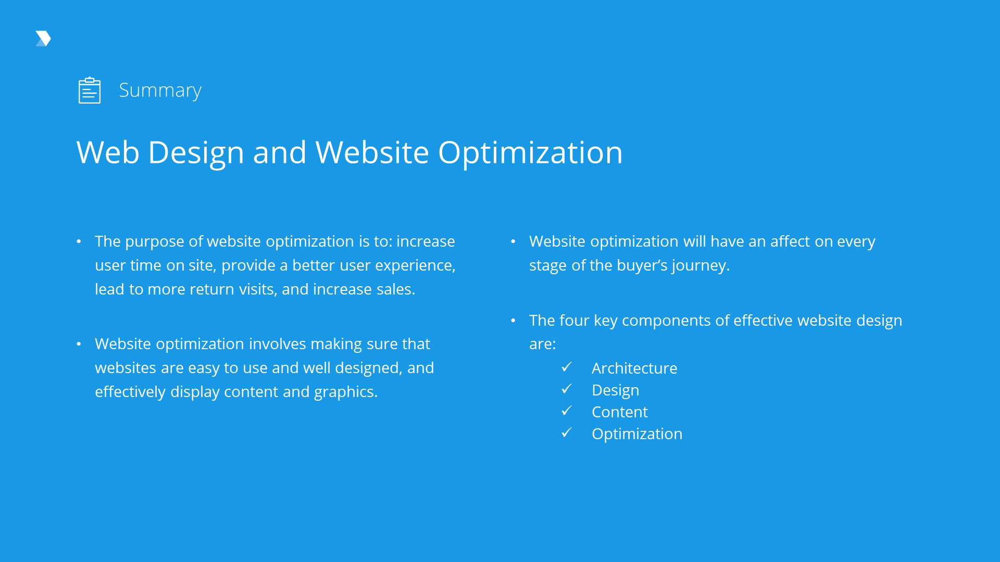 Summary
Web Design and Website Optimization
• The purpose of website optimization is to: increase
user time on site, provide a better user experience,
lead to more return visits, and increase sales.
• Website optimization involves making sure that
websites are easy to use and well designed, and
effectively display content and graphics.
• Website optimization will have an affect on every
stage of the buyer’s journey.
• The four key components of effective website design
are:
✓ Architecture
✓ Design
✓ Content
✓ Optimization